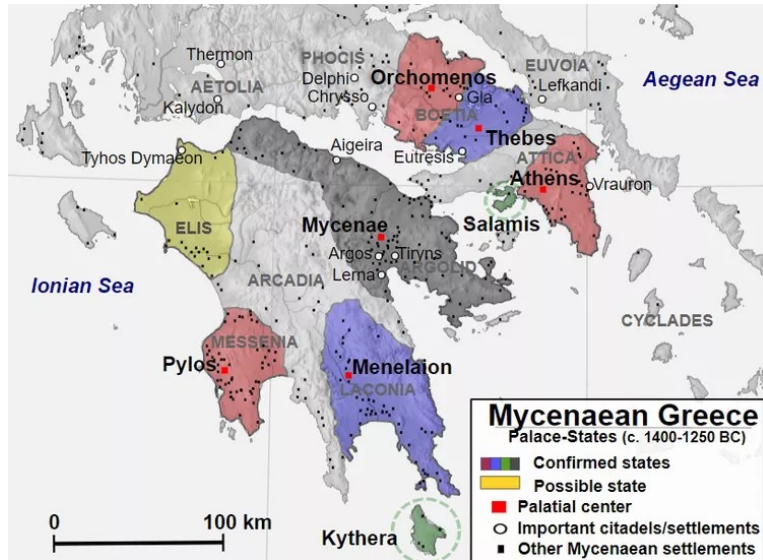 Thermon
PHOCIS
EUVOIA
Delphi
Orchomenos
Lefkandi
Aegean Sea
AETOLIA
Chrysso
Gla
Kalydon
BOETIA
Thebes
Tyhos Dymaeon
Aigeira
Eutresis
ATTICA
Athens
Vrauron
ELIS
Mycenae
Salamis
Argos
Tiryns
Lerna
ARGOLID
Ionian Sea
ARCADIA
CYCLADES
MESSENIA
Pylos
Menelaion
LACONIA
Kythera
0
100 km
Mycenaean Greece
Palace-States (c. 1400-1250 BC)
Confirmed states
Possible state
Palatial center
Important citadels/settlements
Other Mycenaean settlements